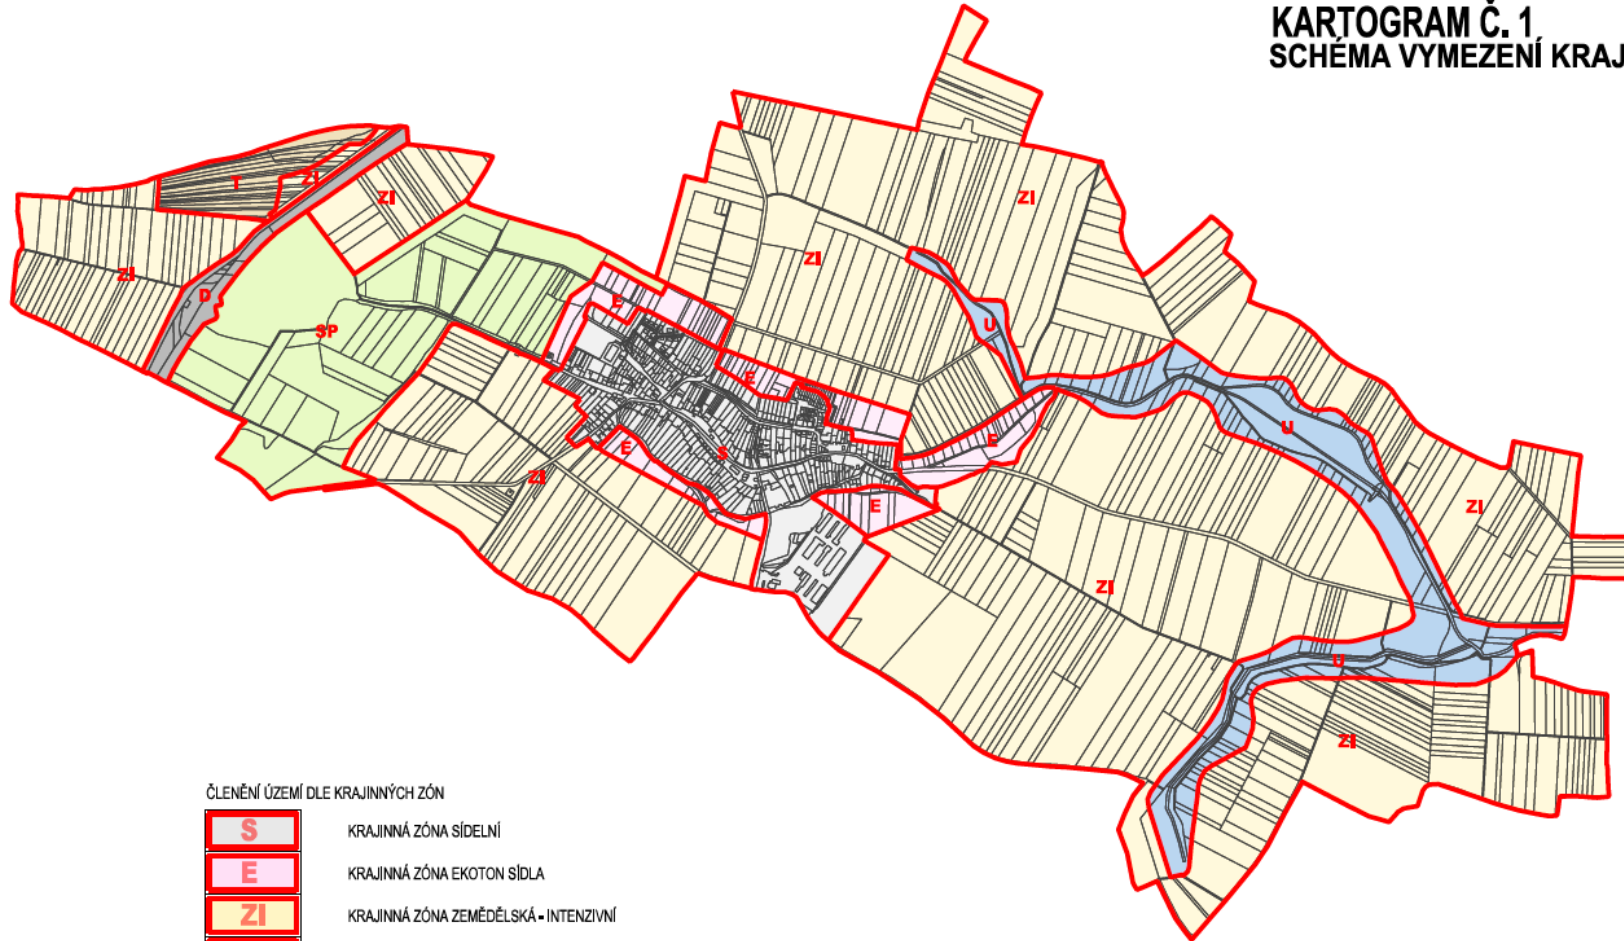 KARTOGRAM Č. 1
SCHÉMA VYMEZENÍ KRAJ
T
ZI
ZI
ZI
ZI
ZI
D
E
SP
U
E
U
E
E
S
ZI
E
ZI
ZI
U
ZI
ČLENĚNÍ ÚZEMÍ DLE KRAJINNÝCH ZÓN
S KRAJINNÁ ZÓNA SÍDELNÍ
E KRAJINNÁ ZÓNA EKOTON SÍDLA
ZI KRAJINNÁ ZÓNA ZEMĚDĚLSKÁ - INTENZIVNÍ